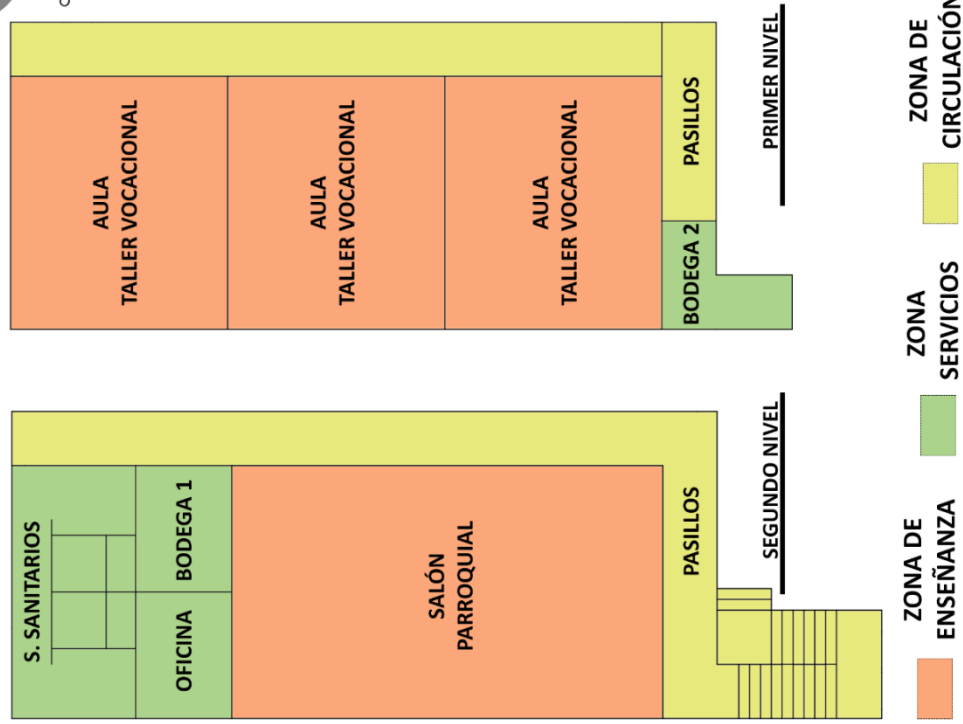 S. SANITARIOS
OFICINA
BODEGA 1
SALÓN
PARROQUIAL
PASILLOS
SEGUNDO NIVEL
AULA
TALLER VOCACIONAL
AULA
TALLER VOCACIONAL
AULA
TALLER VOCACIONAL
BODEGA 2
PASILLOS
PRIMER NIVEL
ZONA DE
ENSEÑANZA
ZONA
SERVICIOS
ZONA DE
CIRCULACIÓN